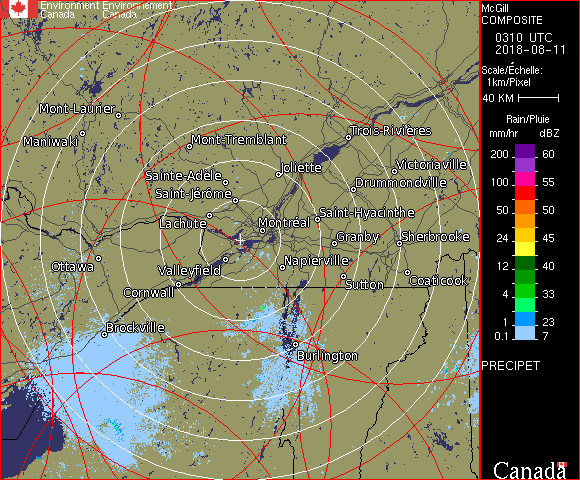 Environment Environnement
Canada Canada
McGill
COMPOSITE
0310 UTC
2018-08-11
Scale/Échelle:
1km/Pixel
40 KM
Rain/Pluie
mm/hr dBZ
200 60
55
100 55
50 50
24 45
12 40
8 33
4 28
1 23
0.1 7
PRECIPET
Canada
Mont-Laurier
Maniwaki
Mont-Tremblant
Trois-Rivières
Joliette
Victoriaville
Sainte-Adèle
Drummondville
Saint-Jérôme
Lachute
Saint-Hyacinthe
Montréal
Granby
Sherbrooke
Ottawa
Valleyfield
Napierville
Cornwall
Sutton
Coaticook
Brockville
Burlington